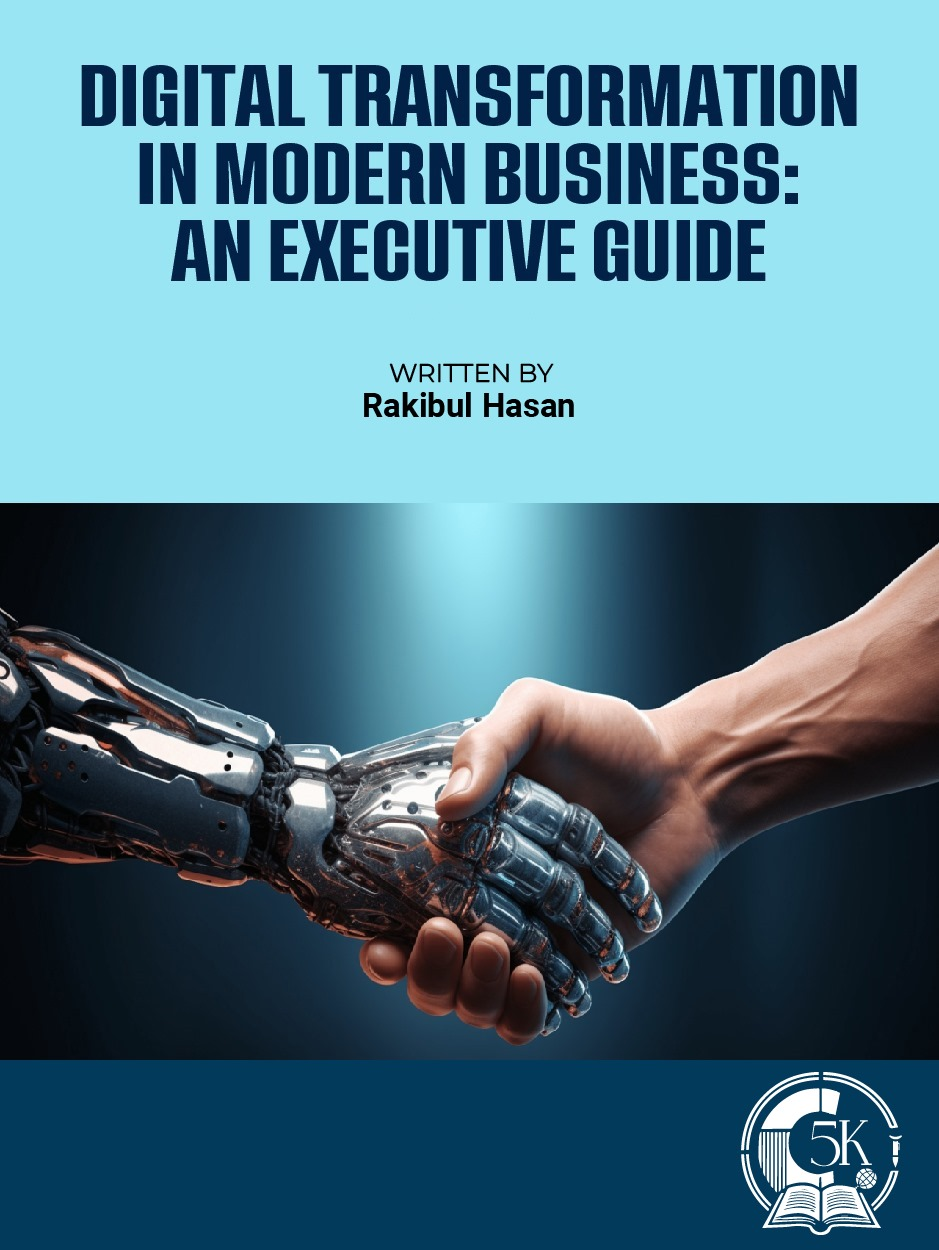 DIGITAL TRANSFORMATION
IN MODERN BUSINESS:
AN EXECUTIVE GUIDE
WRITTEN BY
Rakibul Hasan
5K